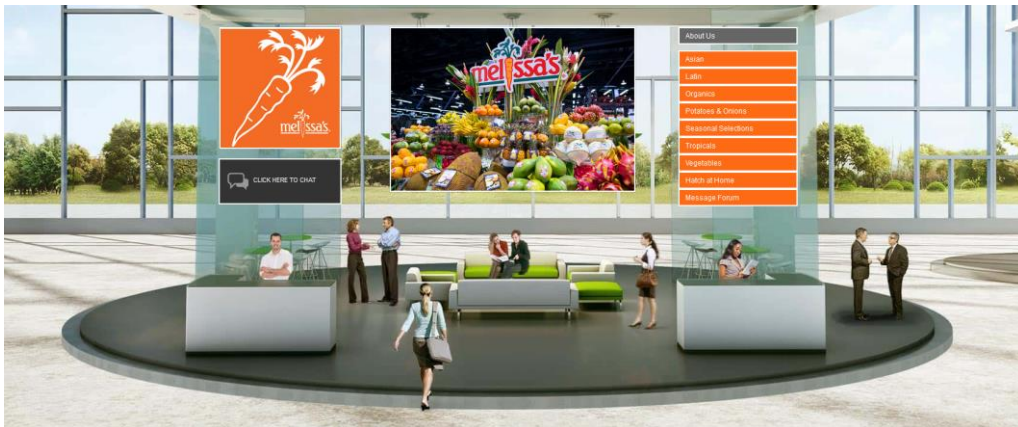 melissa's.
CLICK HERE TO CHAT
melissa's
About Us
Asian
Latin
Organics
Potatoes & Onions
Seasonal Selections
Tropicals
Vegetables
Hatch at Home
Message Forum